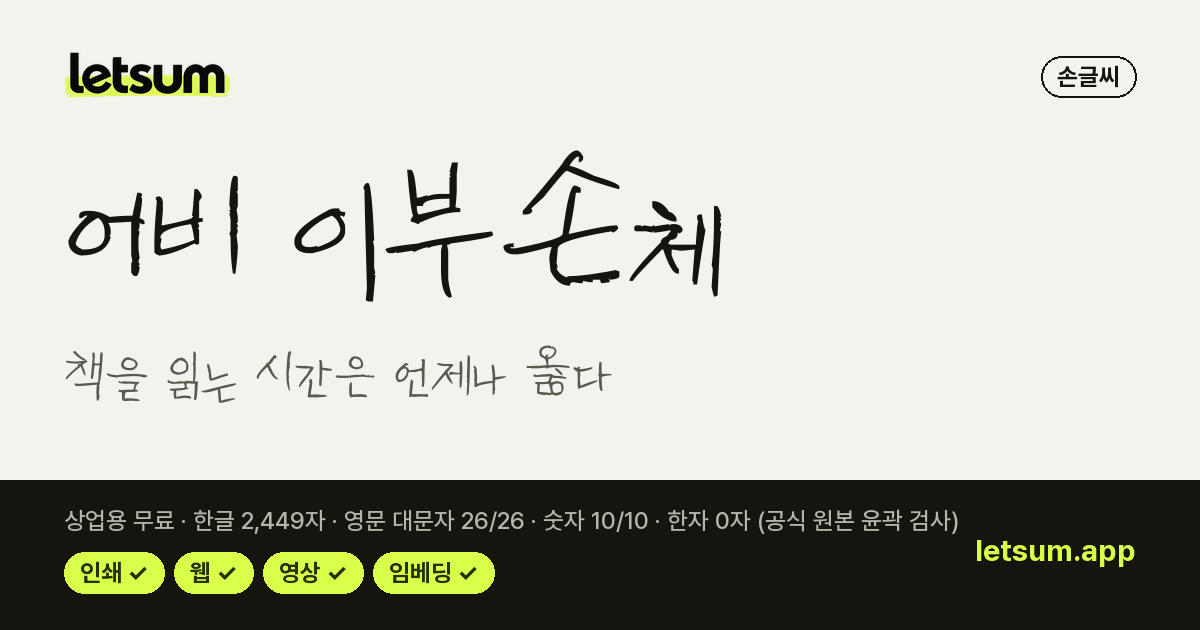 letsum
손글씨
어비 이부손체
책을 읽는 시간은 언제나 옳다
상업용 무료 · 한글 2,449자 · 영문 대문자 26/26 · 숫자 10/10 · 한자 0자 (공식 원본 윤곽 검사)
인쇄 ✓ 웹 ✓ 영상 ✓ 임베딩 ✓
letsum.app